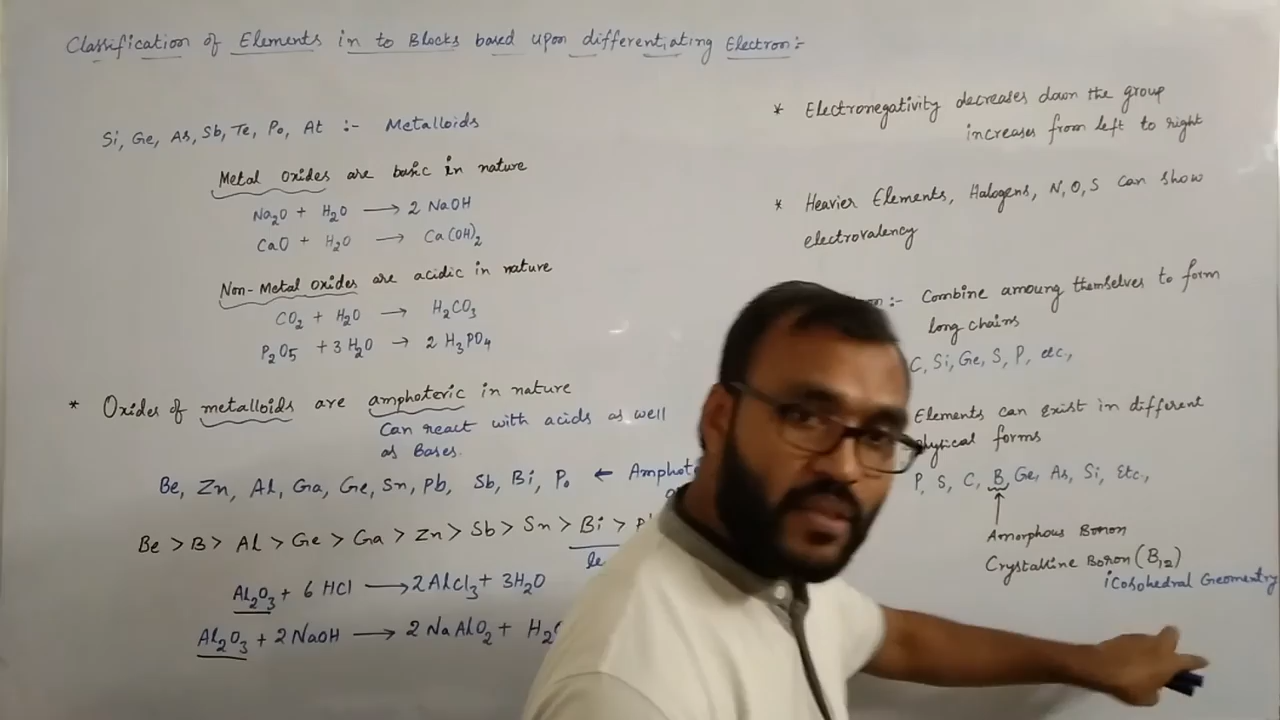 Classification of Elements in to Blocks based upon differentiating Electron:-
Si, Ge, As, Sb, Te, Po, At :- Metalloids
Metal Oxides are basic in nature
Na₂O + H₂O → 2 NaOH
CaO + H₂O → Ca(OH)₂
Non-Metal oxides are acidic in nature
CO₂ + H₂O → H₂CO₃
P₂O₅ + 3 H₂O → 2 H₃PO₄
* Oxides of metalloids are amphoteric in nature
Can react with acids as well
as Bases.
Be, Zn, Al, Ga, Ge, Sn, Pb, Sb, Bi, Po ←
Be > B > Al > Ge > Ga > Zn > Sb > Sn > Bi >
Al₂O₃ + 6 HCl → 2 AlCl₃ + 3H₂O
Al₂O₃ + 2 NaOH → 2 NaAlO₂ +
* Electronegativity decreases down the group
increases from left to right
* Heavier Elements, Halogens, N, O, S can show
electrovalency
:- Combine amoung themselves to form
long chains
C, Si, Ge, S, P, etc.,
Elements can exist in different
physical forms
P, S, C, B, Ge, As, Si, Etc.,
Amorphous Boron
Crystalline Boron (B₁₂)
icosohedral Geomentry